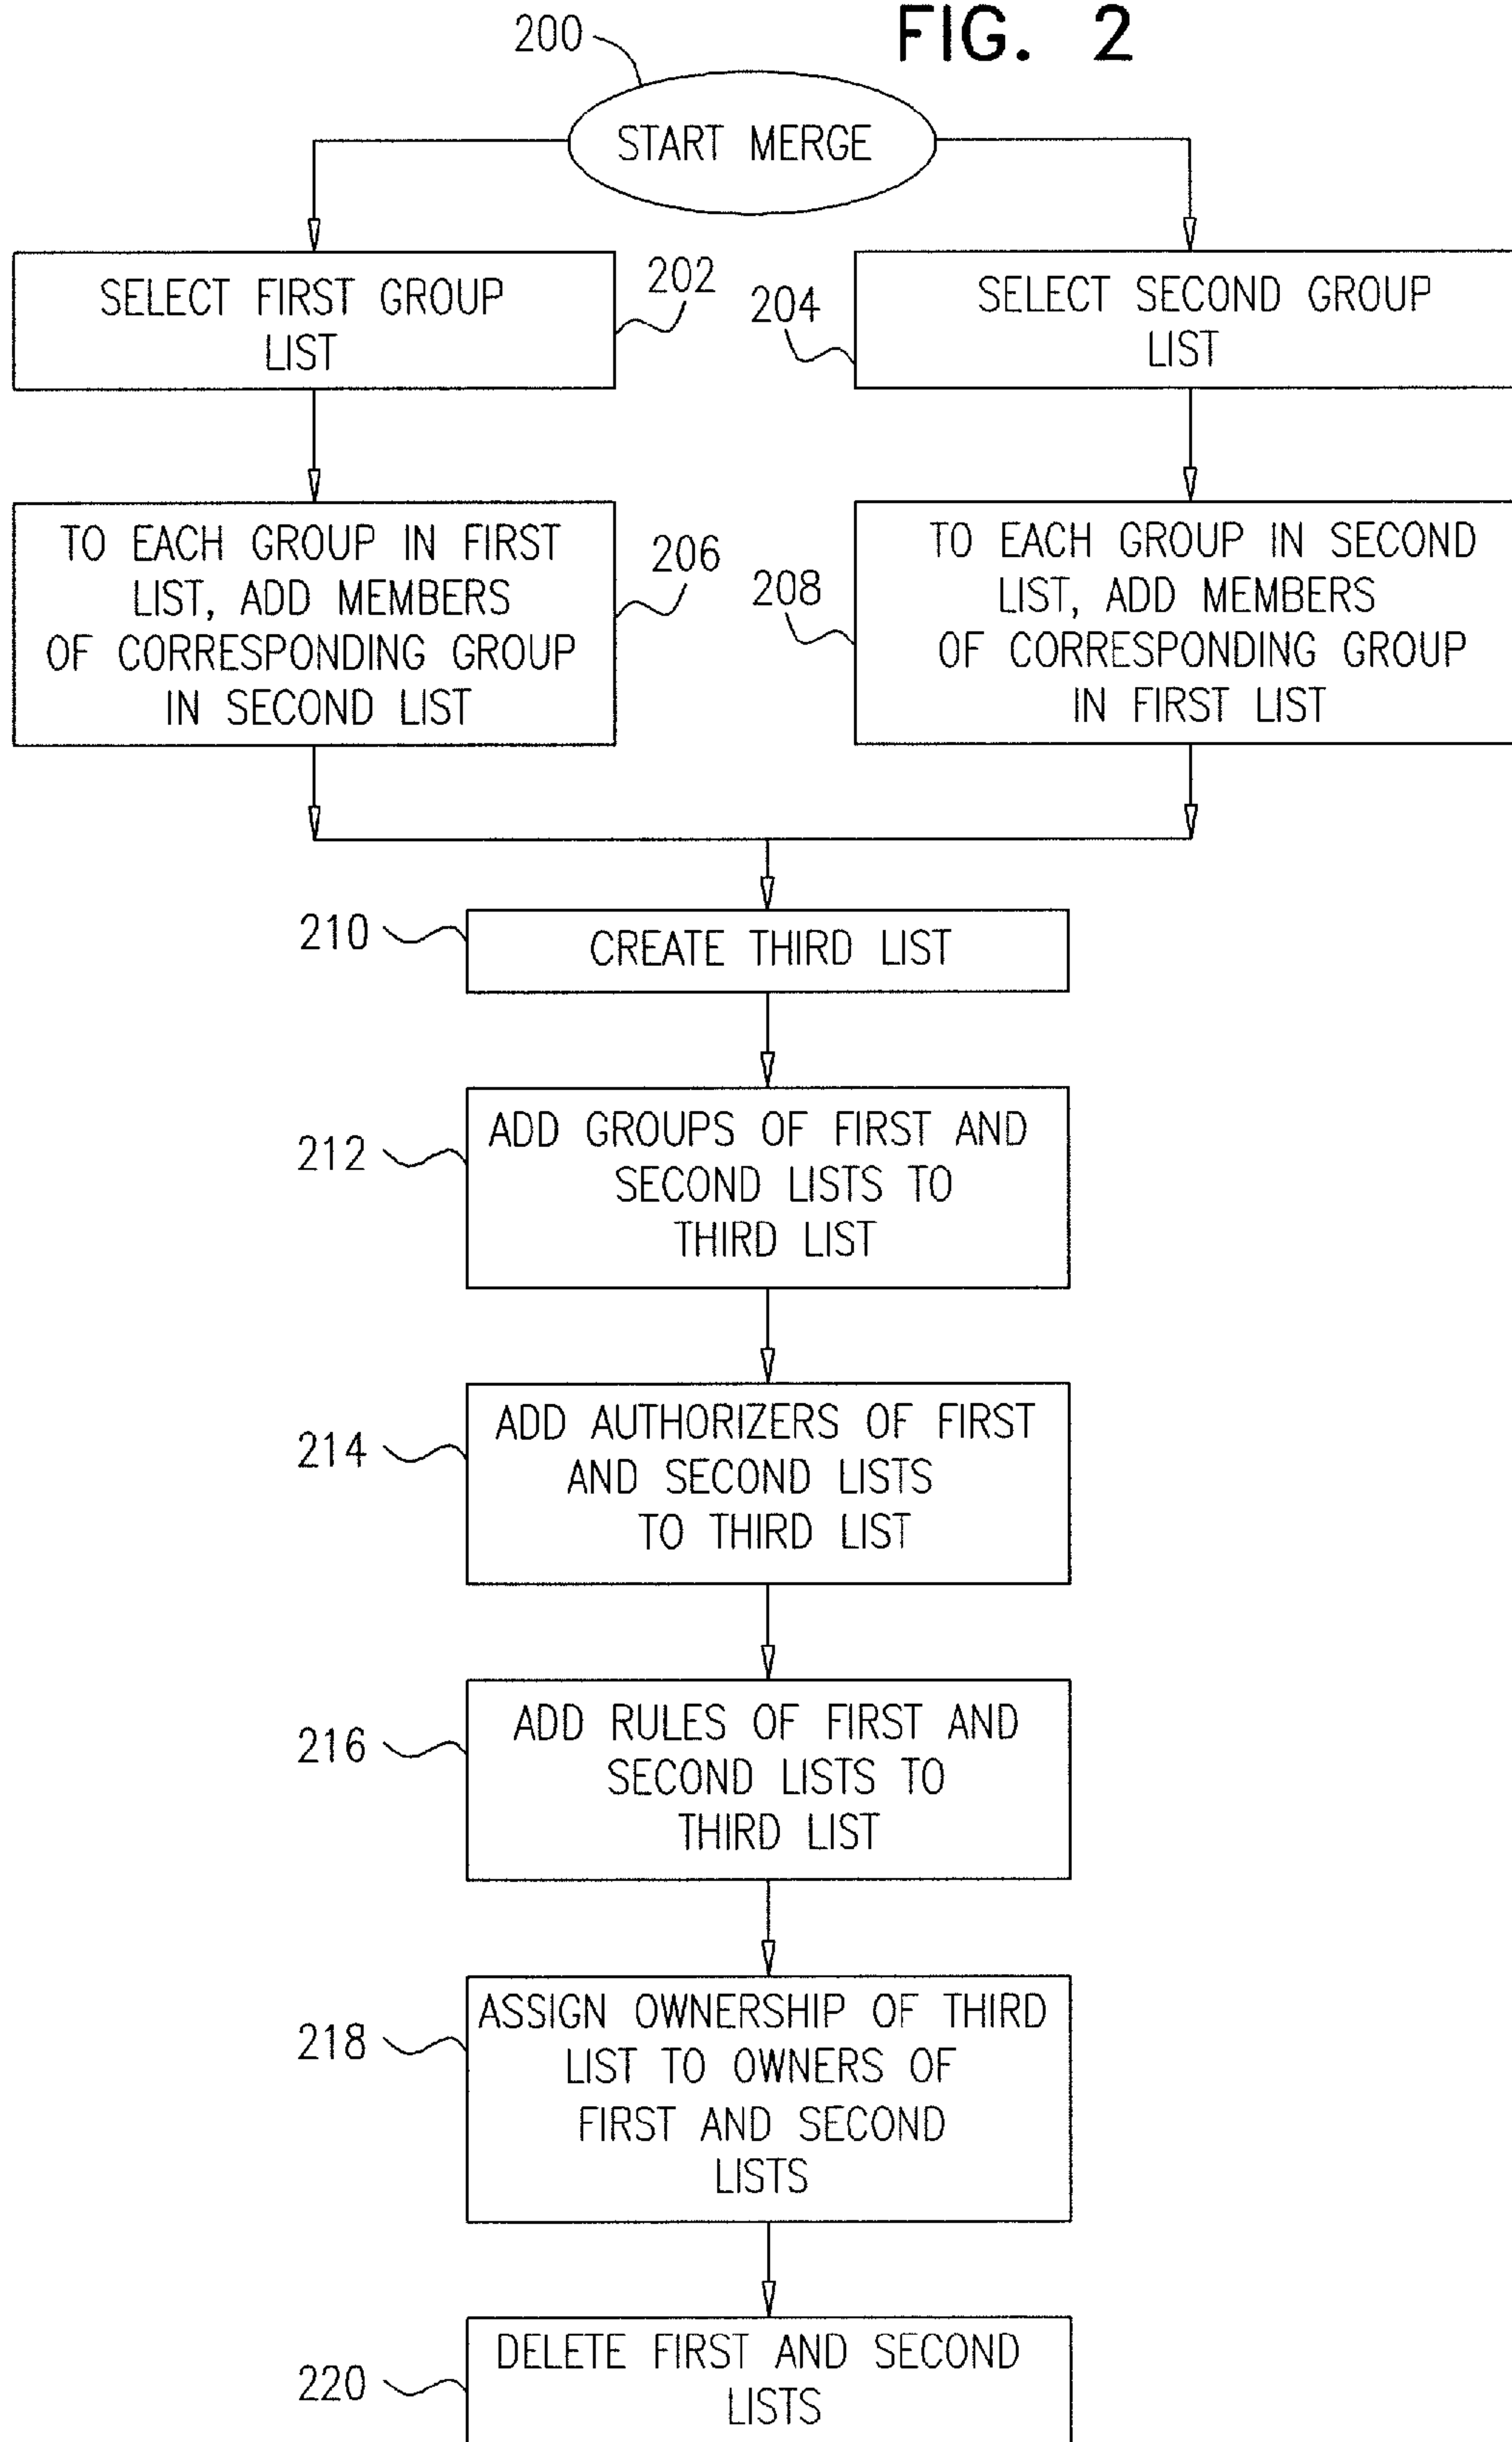 FIG. 2
200
START MERGE
SELECT FIRST GROUP
LIST
202
204
SELECT SECOND GROUP
LIST
TO EACH GROUP IN FIRST
LIST, ADD MEMBERS
OF CORRESPONDING GROUP
IN SECOND LIST
206
208
TO EACH GROUP IN SECOND
LIST, ADD MEMBERS
OF CORRESPONDING GROUP
IN FIRST LIST
210
CREATE THIRD LIST
212
ADD GROUPS OF FIRST AND
SECOND LISTS TO
THIRD LIST
214
ADD AUTHORIZERS OF FIRST
AND SECOND LISTS
TO THIRD LIST
216
ADD RULES OF FIRST AND
SECOND LISTS TO
THIRD LIST
218
ASSIGN OWNERSHIP OF THIRD
LIST TO OWNERS OF
FIRST AND SECOND
LISTS
220
DELETE FIRST AND SECOND
LISTS